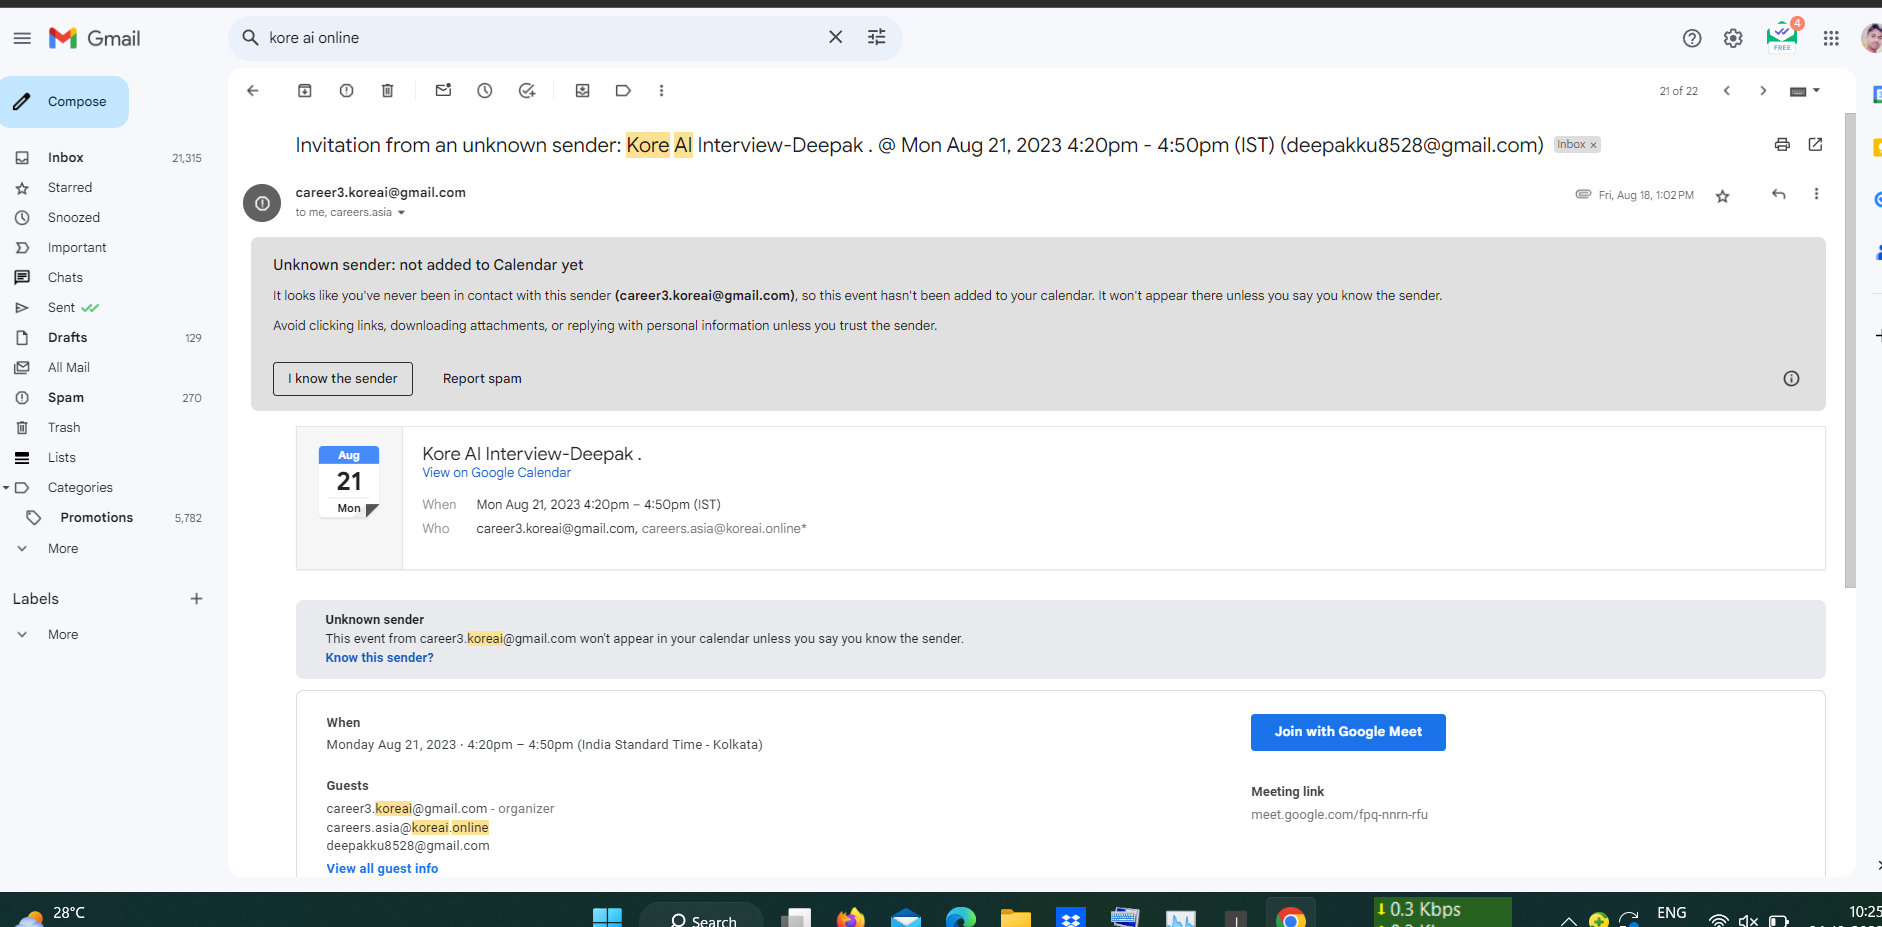 Gmail
kore ai online
4
FREE
Compose
21 of 22
Inbox 21,315
Starred
Snoozed
Important
Chats
Sent
Drafts 129
All Mail
Spam 270
Trash
Lists
Categories
Promotions 5,782
More
Labels
More
Invitation from an unknown sender: Kore AI Interview-Deepak . @ Mon Aug 21, 2023 4:20pm - 4:50pm (IST) (deepakku8528@gmail.com) Inbox ×
career3.koreai@gmail.com
to me, careers.asia
Fri, Aug 18, 1:02 PM
Unknown sender: not added to Calendar yet
It looks like you've never been in contact with this sender (career3.koreai@gmail.com), so this event hasn't been added to your calendar. It won't appear there unless you say you know the sender.
Avoid clicking links, downloading attachments, or replying with personal information unless you trust the sender.
I know the sender Report spam
Aug
21
Mon
Kore AI Interview-Deepak .
View on Google Calendar
When Mon Aug 21, 2023 4:20pm – 4:50pm (IST)
Who career3.koreai@gmail.com, careers.asia@koreai.online*
Unknown sender
This event from career3.koreai@gmail.com won't appear in your calendar unless you say you know the sender.
Know this sender?
When
Monday Aug 21, 2023 · 4:20pm – 4:50pm (India Standard Time - Kolkata)
Guests
career3.koreai@gmail.com - organizer
careers.asia@koreai.online
deepakku8528@gmail.com
View all guest info
Join with Google Meet
Meeting link
meet.google.com/fpq-nnrn-rfu
28°C
Search
0.3 Kbps
ENG
10:25